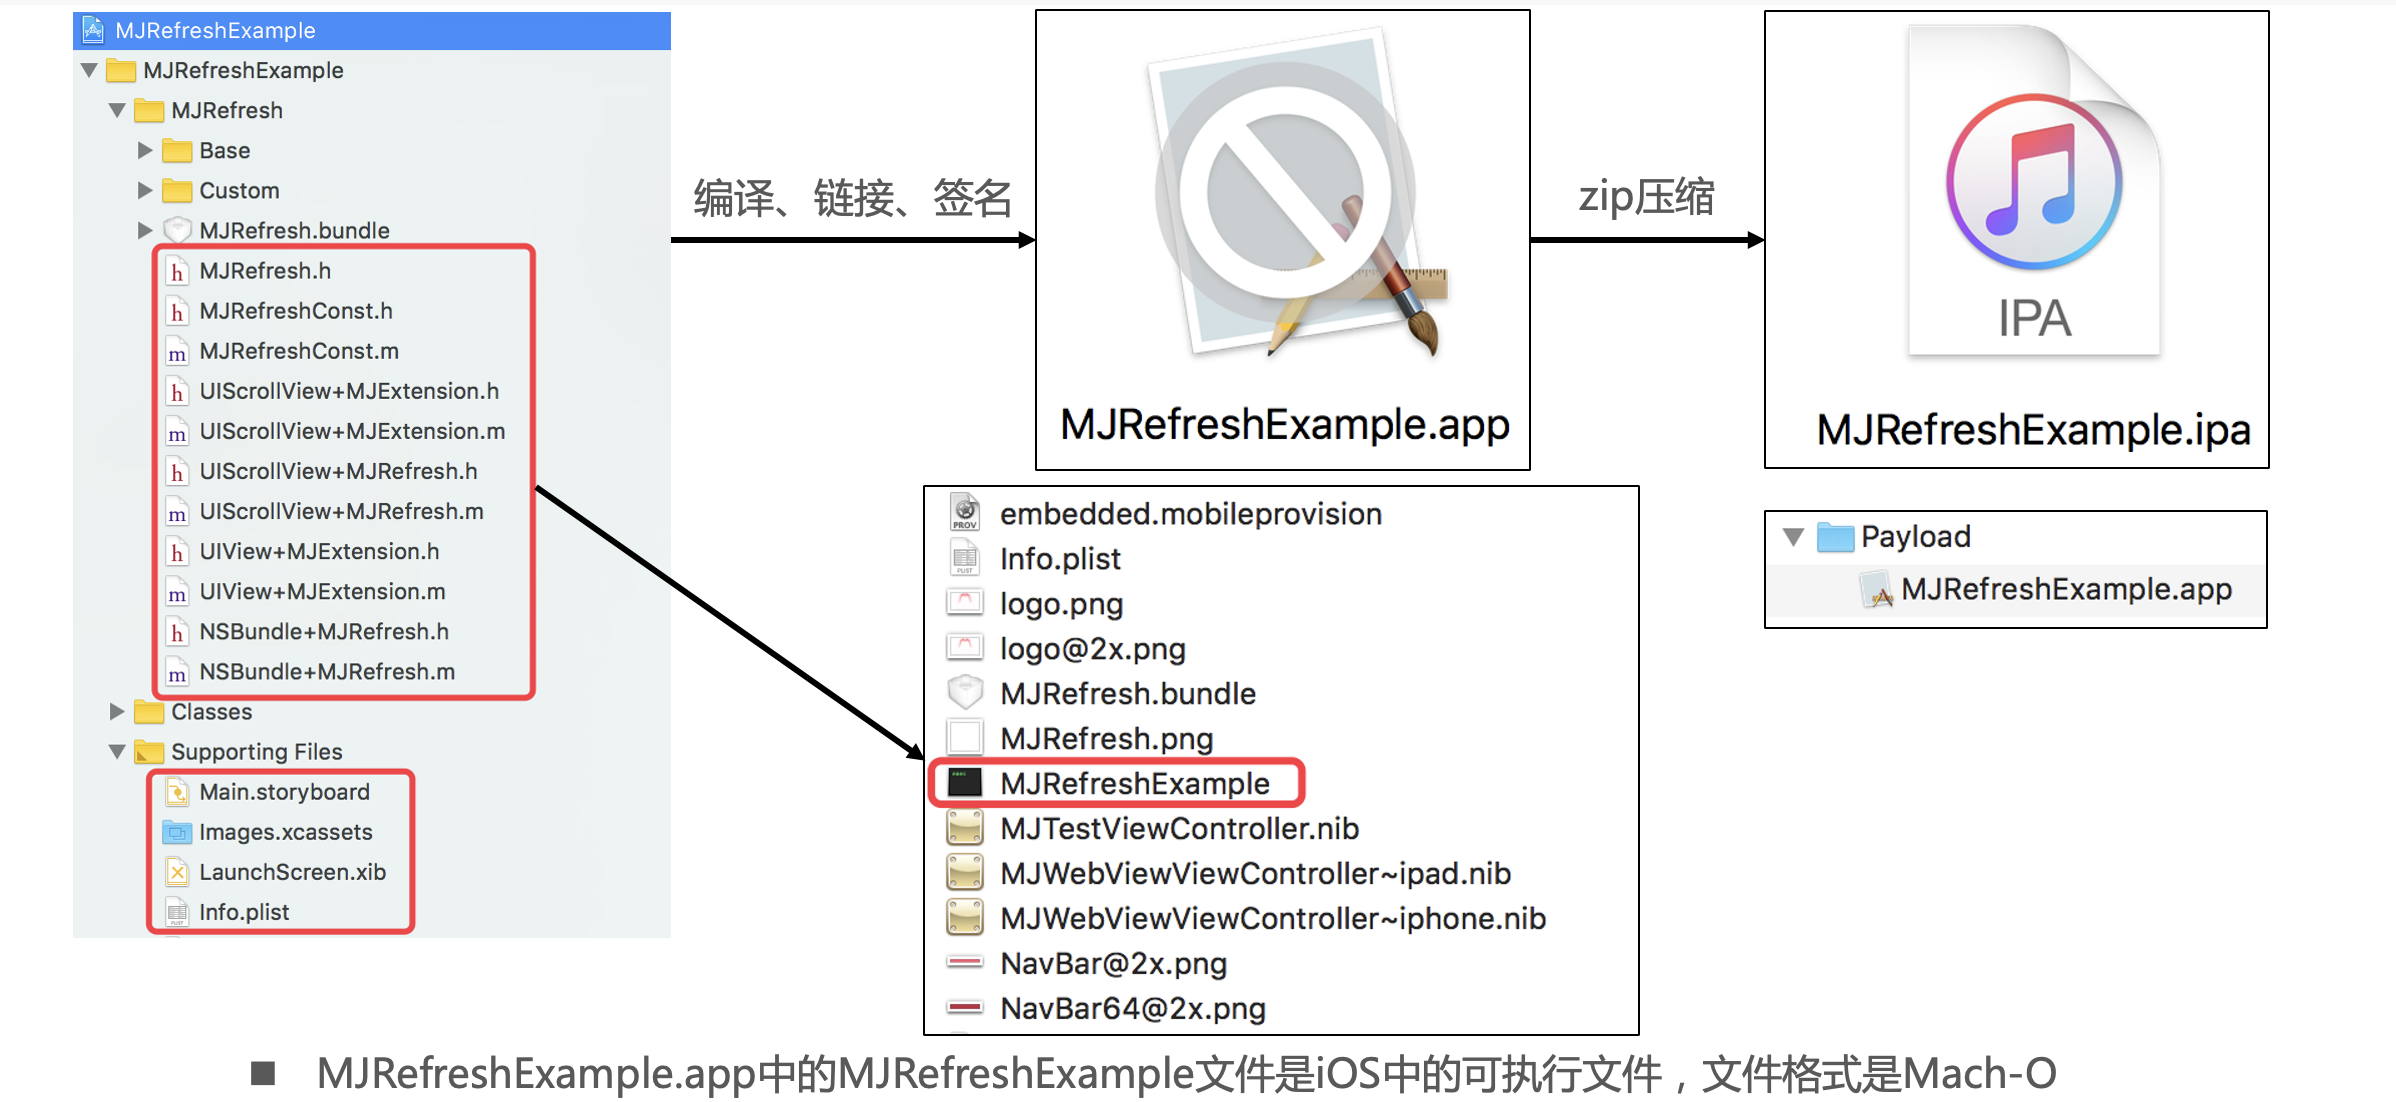 MJRefreshExample
MJRefreshExample
MJRefresh
Base
Custom
MJRefresh.bundle
h MJRefresh.h
h MJRefreshConst.h
m MJRefreshConst.m
h UIScrollView+MJExtension.h
m UIScrollView+MJExtension.m
h UIScrollView+MJRefresh.h
m UIScrollView+MJRefresh.m
h UIView+MJExtension.h
m UIView+MJExtension.m
h NSBundle+MJRefresh.h
m NSBundle+MJRefresh.m
Classes
Supporting Files
Main.storyboard
Images.xcassets
LaunchScreen.xib
Info.plist
编译、链接、签名
MJRefreshExample.app
zip压缩
IPA
MJRefreshExample.ipa
PROV embedded.mobileprovision
PLIST Info.plist
logo.png
logo@2x.png
MJRefresh.bundle
MJRefresh.png
MJRefreshExample
MJTestViewController.nib
MJWebViewViewController~ipad.nib
MJWebViewViewController~iphone.nib
NavBar@2x.png
NavBar64@2x.png
Payload
MJRefreshExample.app
■ MJRefreshExample.app中的MJRefreshExample文件是iOS中的可执行文件，文件格式是Mach-O